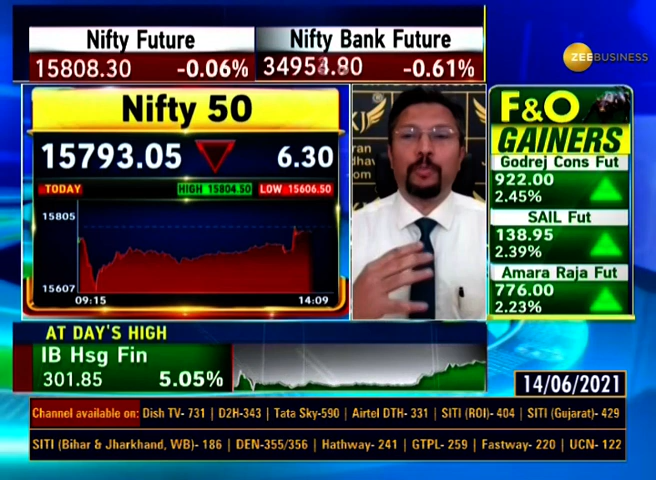 Nifty Future
15808.30 -0.06%
Nifty Bank Future
-0.61%
ZEEBUSINESS
Nifty 50
15793.05 6.30
TODAY HIGH 15804.50 LOW 15606.50
15805
15607
09:15 14:09
KJ
F&O
GAINERS
Godrej Cons Fut
922.00
2.45%
SAIL Fut
138.95
2.39%
Amara Raja Fut
776.00
2.23%
AT DAY'S HIGH
IB Hsg Fin
301.85 5.05%
14/06/2021
Channel available on: Dish TV- 731 | D2H-343 | Tata Sky-590 | Airtel DTH- 331 | SITI (ROI)- 404 | SITI (Gujarat)- 429
SITI (Bihar & Jharkhand, WB)- 186 | DEN-355/356 | Hathway- 241 | GTPL- 259 | Fastway- 220 | UCN- 122